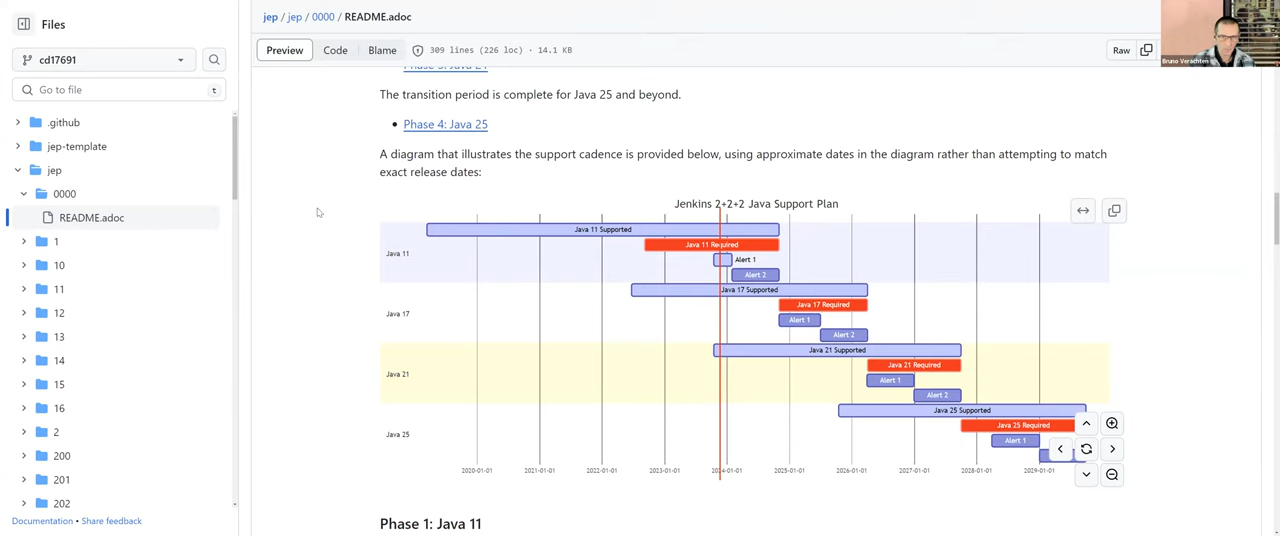 Files
jep / jep / 0000 / README.adoc
cd17691
Preview
Code
Blame
309 lines (226 loc) · 14.1 KB
Raw
Bruno Verachten
Go to file
t
.github
jep-template
jep
0000
README.adoc
1
10
11
12
13
14
15
16
2
200
201
202
Documentation • Share feedback
Phase 3: Java 21
The transition period is complete for Java 25 and beyond.
Phase 4: Java 25
A diagram that illustrates the support cadence is provided below, using approximate dates in the diagram rather than attempting to match
exact release dates:
Jenkins 2+2+2 Java Support Plan
Java 11 Supported
Java 11 Required
Java 11
Alert 1
Alert 2
Java 17 Supported
Java 17 Required
Java 17
Alert 1
Alert 2
Java 21 Supported
Java 21 Required
Java 21
Alert 1
Alert 2
Java 25 Supported
Java 25 Required
Java 25
Alert 1
2020-01-01 2021-01-01 2022-01-01 2023-01-01 2024-01-01 2025-01-01 2026-01-01 2027-01-01 2028-01-01 2029-01-01
Phase 1: Java 11